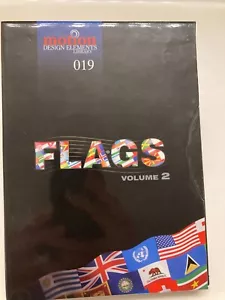 DESIGN ELEMENTS
019
FLAGS
VOLUME 2